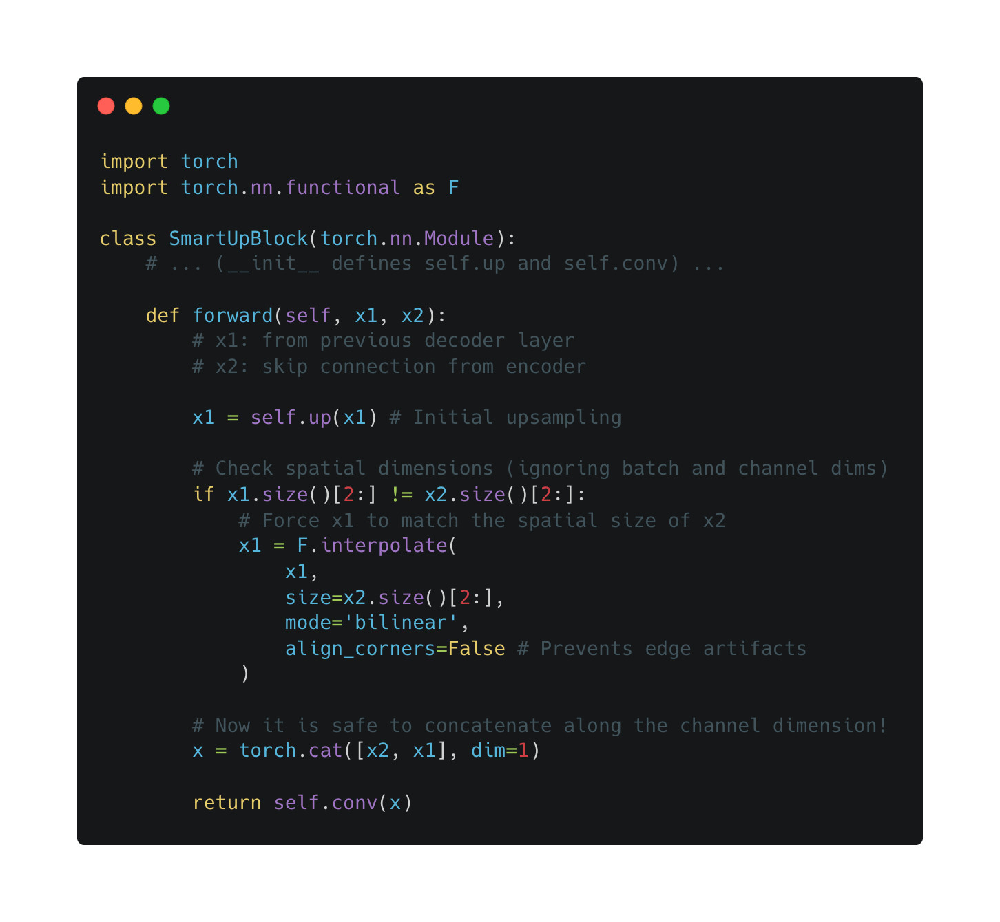 import torch
import torch.nn.functional as F

class SmartUpBlock(torch.nn.Module):
    # ... (__init__ defines self.up and self.conv) ...

    def forward(self, x1, x2):
        # x1: from previous decoder layer
        # x2: skip connection from encoder

        x1 = self.up(x1) # Initial upsampling

        # Check spatial dimensions (ignoring batch and channel dims)
        if x1.size()[2:] != x2.size()[2:]:
            # Force x1 to match the spatial size of x2
            x1 = F.interpolate(
                x1,
                size=x2.size()[2:],
                mode='bilinear',
                align_corners=False # Prevents edge artifacts
            )

        # Now it is safe to concatenate along the channel dimension!
        x = torch.cat([x2, x1], dim=1)

        return self.conv(x)